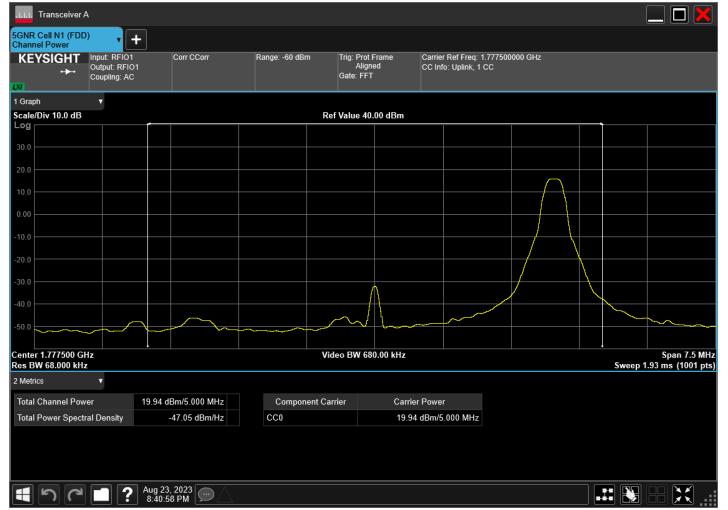 Transceiver A
5GNR Cell N1 (FDD)
Channel Power
KEYSIGHT
Input: RFIO1
Output: RFIO1
Coupling: AC
Corr CCorr
Range: -60 dBm
Trig: Prot Frame
Aligned
Gate: FFT
Carrier Ref Freq: 1.777500000 GHz
CC Info: Uplink, 1 CC
LXI
1 Graph
Scale/Div 10.0 dB
Ref Value 40.00 dBm
Log
30.0
20.0
10.0
0.00
-10.0
-20.0
-30.0
-40.0
-50.0
Center 1.777500 GHz
Video BW 680.00 kHz
Span 7.5 MHz
Res BW 68.000 kHz
Sweep 1.93 ms (1001 pts)
2 Metrics
Total Channel Power 19.94 dBm/5.000 MHz
Total Power Spectral Density -47.05 dBm/Hz
Component Carrier Carrier Power
CC0 19.94 dBm/5.000 MHz
Aug 23, 2023
8:40:58 PM